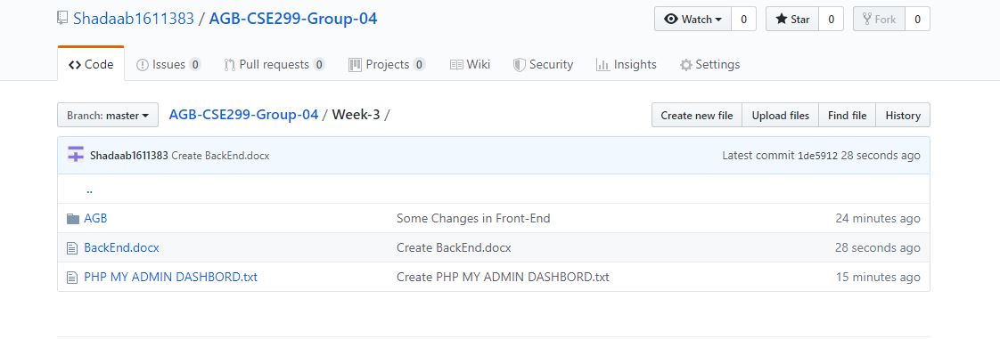 Shadaab1611383 / AGB-CSE299-Group-04 Watch 0 Star 0 Fork 0
Code Issues 0 Pull requests 0 Projects 0 Wiki Security Insights Settings
Branch: master AGB-CSE299-Group-04 / Week-3 / Create new file Upload files Find file History
Shadaab1611383 Create BackEnd.docx Latest commit 1de5912 28 seconds ago
..
AGB Some Changes in Front-End 24 minutes ago
BackEnd.docx Create BackEnd.docx 28 seconds ago
PHP MY ADMIN DASHBORD.txt Create PHP MY ADMIN DASHBORD.txt 15 minutes ago